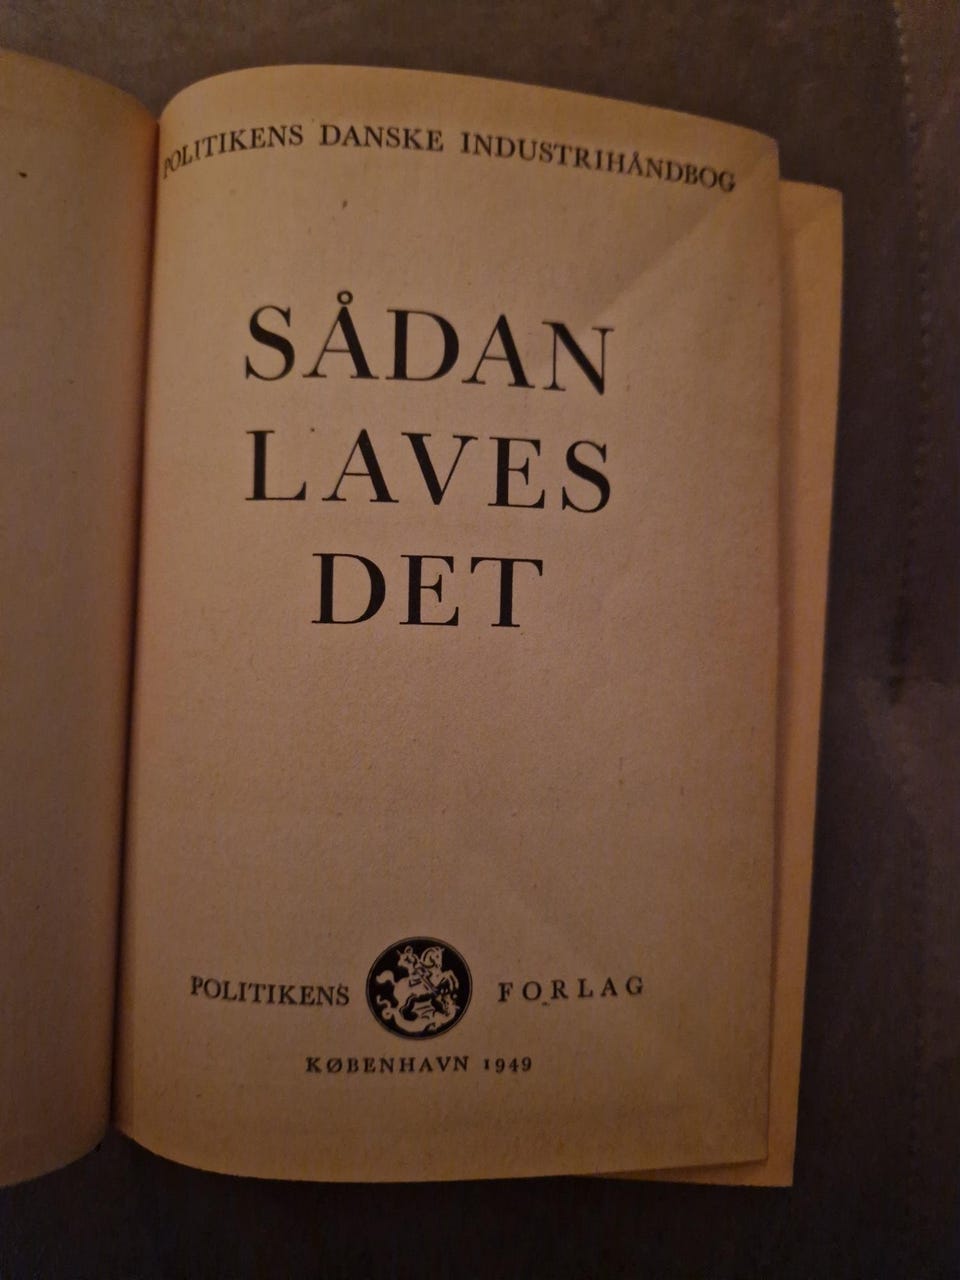 POLITIKENS DANSKE INDUSTRIHÅNDBOG
SÅDAN
LAVES
DET
POLITIKENS FORLAG
KØBENHAVN 1949